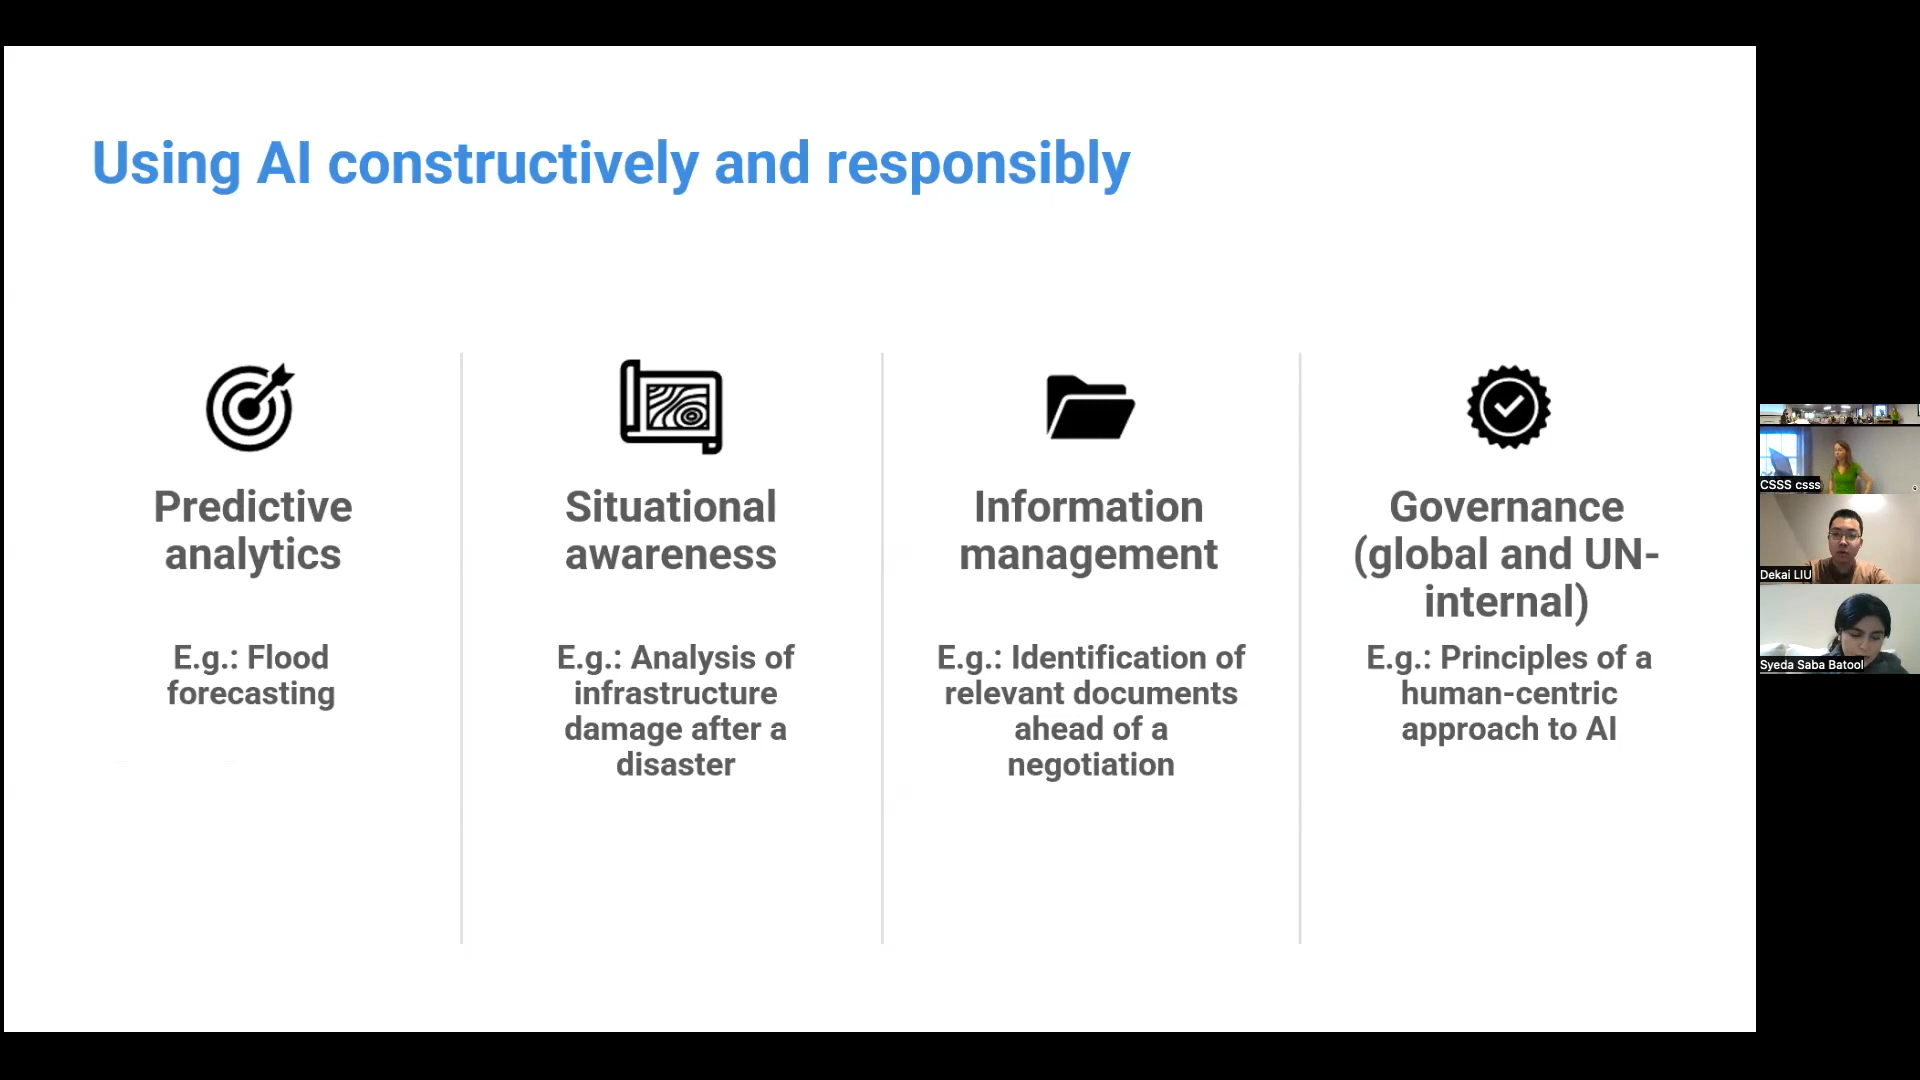 Using AI constructively and responsibly
Predictive
analytics
E.g.: Flood
forecasting
Situational
awareness
E.g.: Analysis of
infrastructure
damage after a
disaster
Information
management
E.g.: Identification of
relevant documents
ahead of a
negotiation
Governance
(global and UN-
internal)
E.g.: Principles of a
human-centric
approach to AI
CSSS csss
Dekai LIU
Syeda Saba Batool